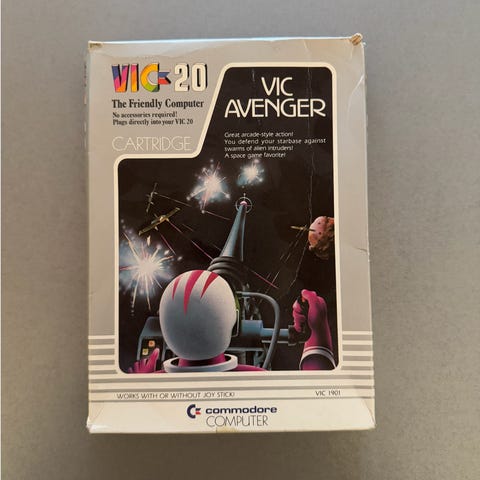 VIC-20
The Friendly Computer
No accessories required!
Plugs directly into your VIC 20
CARTRIDGE
VIC
AVENGER
Great arcade-style action!
You defend your starbase against
swarms of alien intruders!
A space game favorite!
WORKS WITH OR WITHOUT JOY STICK!
VIC 1901
commodore
COMPUTER